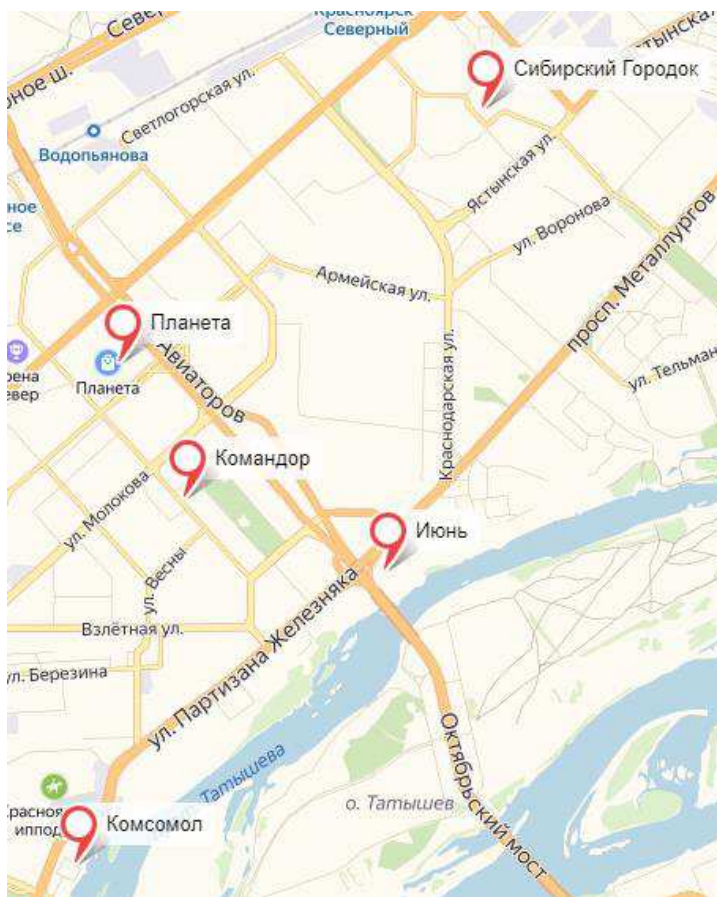 Красноярск
Северный
Сибирский Городок
Светлогорская ул.
Водопьянова
Ястынская ул.
ул. Воронова
просп. Металлургов
Армейская ул.
Планета
Планета
Авиаторов
ул. Тельман
Краснодарская ул.
Командор
ул. Молокова
Июнь
ул. Весны
Взлётная ул.
ул. Партизана Железняка
ул. Березина
Октябрьский мост
Татышева
о. Татышев
Комсомол